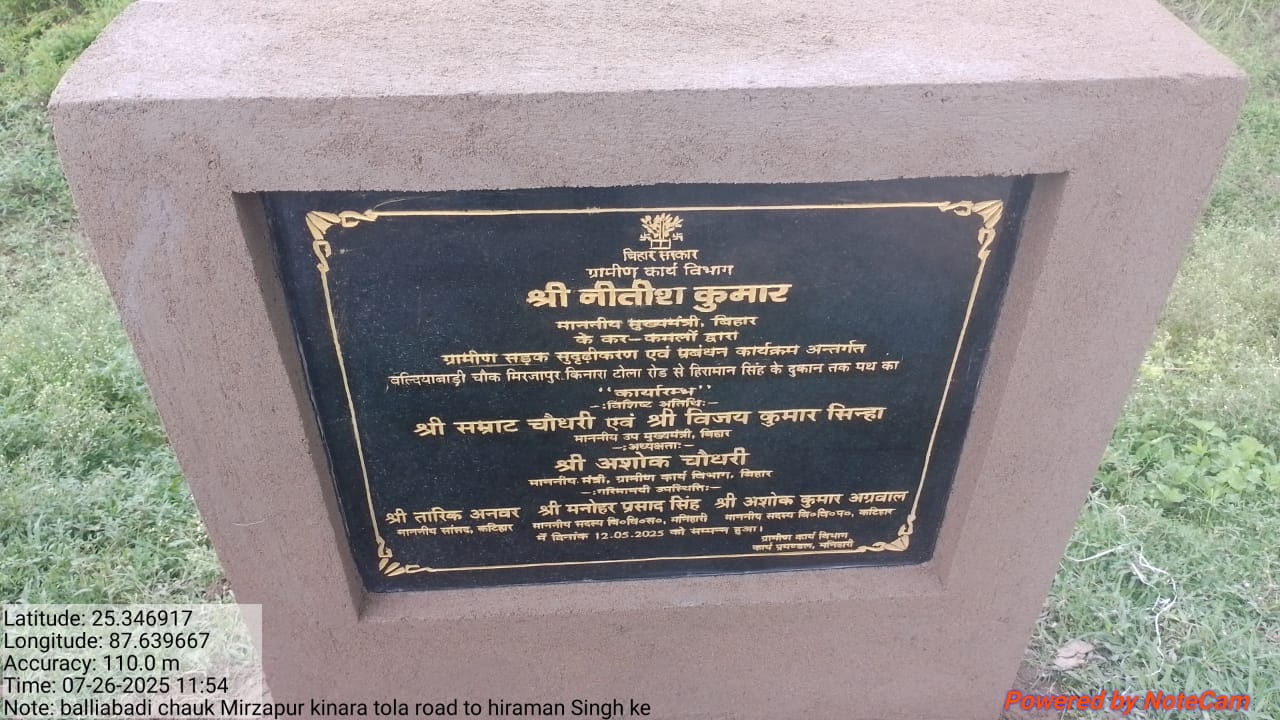 बिहार सरकार
ग्रामीण कार्य विभाग
श्री नीतीश कुमार
माननीय मुख्यमंत्री, बिहार
के कर-कमलों द्वारा
ग्रामीण सड़क सुदृढ़ीकरण एवं प्रबंधन कार्यक्रम अन्तर्गत
वल्दियाबाड़ी चौक मिरजापुर किनारा टोला रोड से हिरामान सिंह के दुकान तक पथ का
"कार्यारम्भ"
-:विशिष्ट अतिथि:-
श्री सम्राट चौधरी एवं श्री विजय कुमार सिन्हा
माननीय उप मुख्यमंत्री, बिहार
-:अध्यक्षता:-
श्री अशोक चौधरी
माननीय मंत्री, ग्रामीण कार्य विभाग, बिहार
-:गरिमामयी उपस्थिति:-
श्री तारिक अनवर श्री मनोहर प्रसाद सिंह श्री अशोक कुमार अग्रवाल
माननीय सांसद, कटिहार माननीय सदस्य बि०वि०स०, मनिहारी माननीय सदस्य बि०वि०प०, कटिहार
में दिनांक 12.05.2025 को सम्पन्न हुआ।
ग्रामीण कार्य विभाग
कार्य प्रमण्डल, मनिहारी
Latitude: 25.346917
Longitude: 87.639667
Accuracy: 110.0 m
Time: 07-26-2025 11:54
Note: balliabadi chauk Mirzapur kinara tola road to hiraman Singh ke
Powered by NoteCam